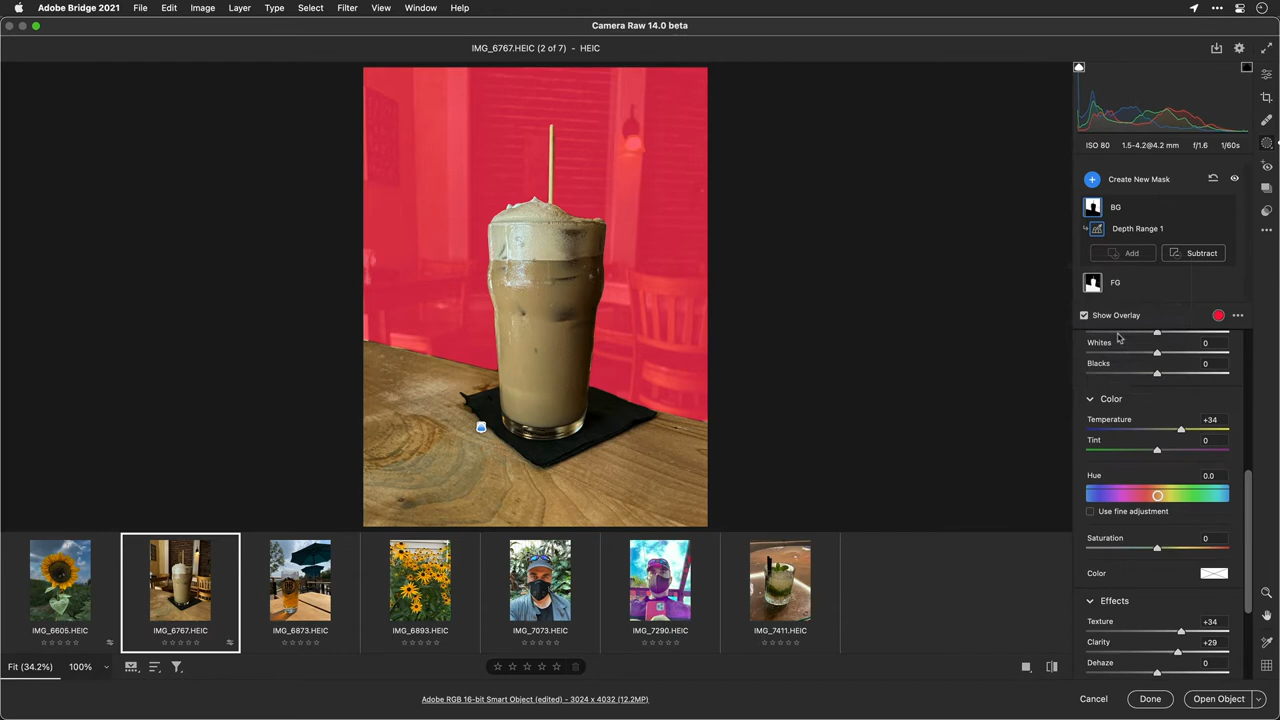 Adobe Bridge 2021 File Edit Image Layer Type Select Filter View Window Help
Camera Raw 14.0 beta
IMG_6767.HEIC (2 of 7) - HEIC
ISO 80 1.5-4.2@4.2 mm f/1.6 1/60s
Create New Mask
BG
Depth Range 1
Add Subtract
FG
Show Overlay
Whites 0
Blacks 0
Color
Temperature +34
Tint 0
Hue 0.0
Use fine adjustment
Saturation 0
Color
Effects
Texture +34
Clarity +29
Dehaze 0
IMG_6605.HEIC IMG_6767.HEIC IMG_6873.HEIC IMG_6893.HEIC IMG_7073.HEIC IMG_7290.HEIC IMG_7411.HEIC
Fit (34.2%) 100%
Adobe RGB 16-bit Smart Object (edited) - 3024 x 4032 (12.2MP)
Cancel Done Open Object